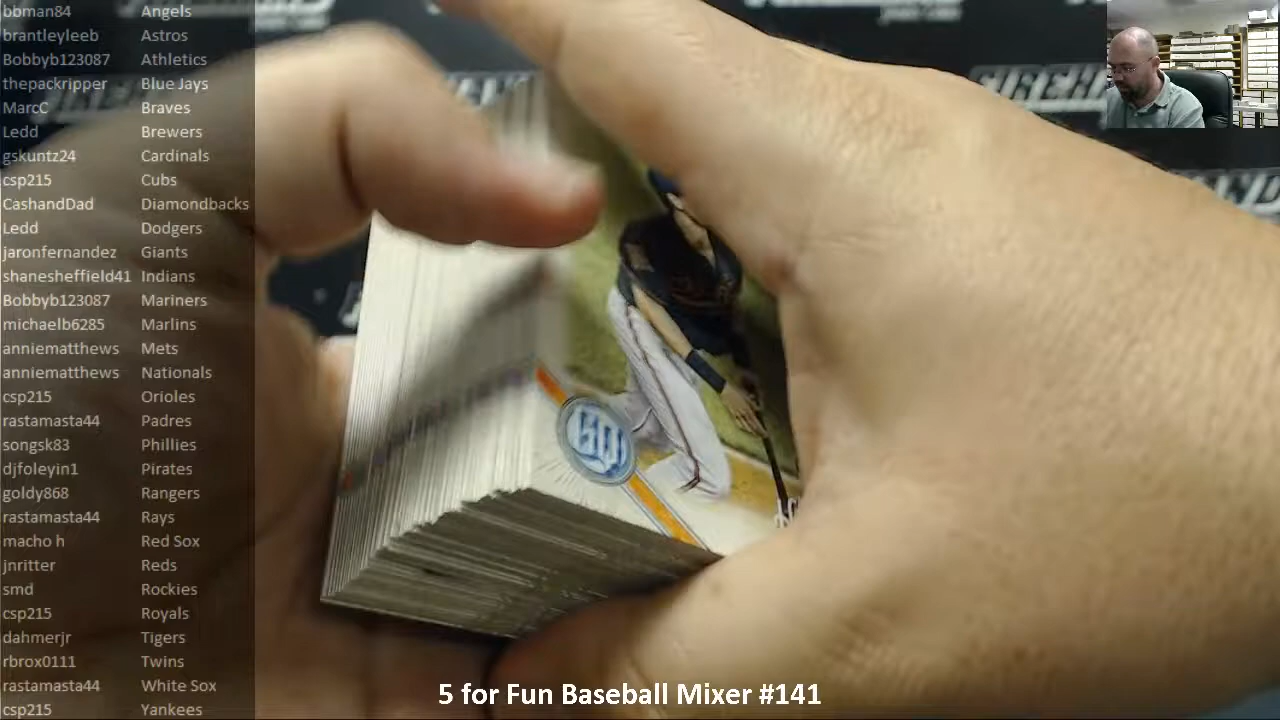 bbman84 Angels
brantleyleeb Astros
Bobbyb123087 Athletics
thepackripper Blue Jays
MarcC Braves
Ledd Brewers
gskuntz24 Cardinals
csp215 Cubs
CashandDad Diamondbacks
Ledd Dodgers
jaronfernandez Giants
shanesheffield41 Indians
Bobbyb123087 Mariners
michaelb6285 Marlins
anniematthews Mets
anniematthews Nationals
csp215 Orioles
rastamasta44 Padres
songsk83 Phillies
djfoleyin1 Pirates
goldy868 Rangers
rastamasta44 Rays
macho h Red Sox
jnritter Reds
smd Rockies
csp215 Royals
dahmerjr Tigers
rbrox0111 Twins
rastamasta44 White Sox
csp215 Yankees
GQ
5 for Fun Baseball Mixer #141